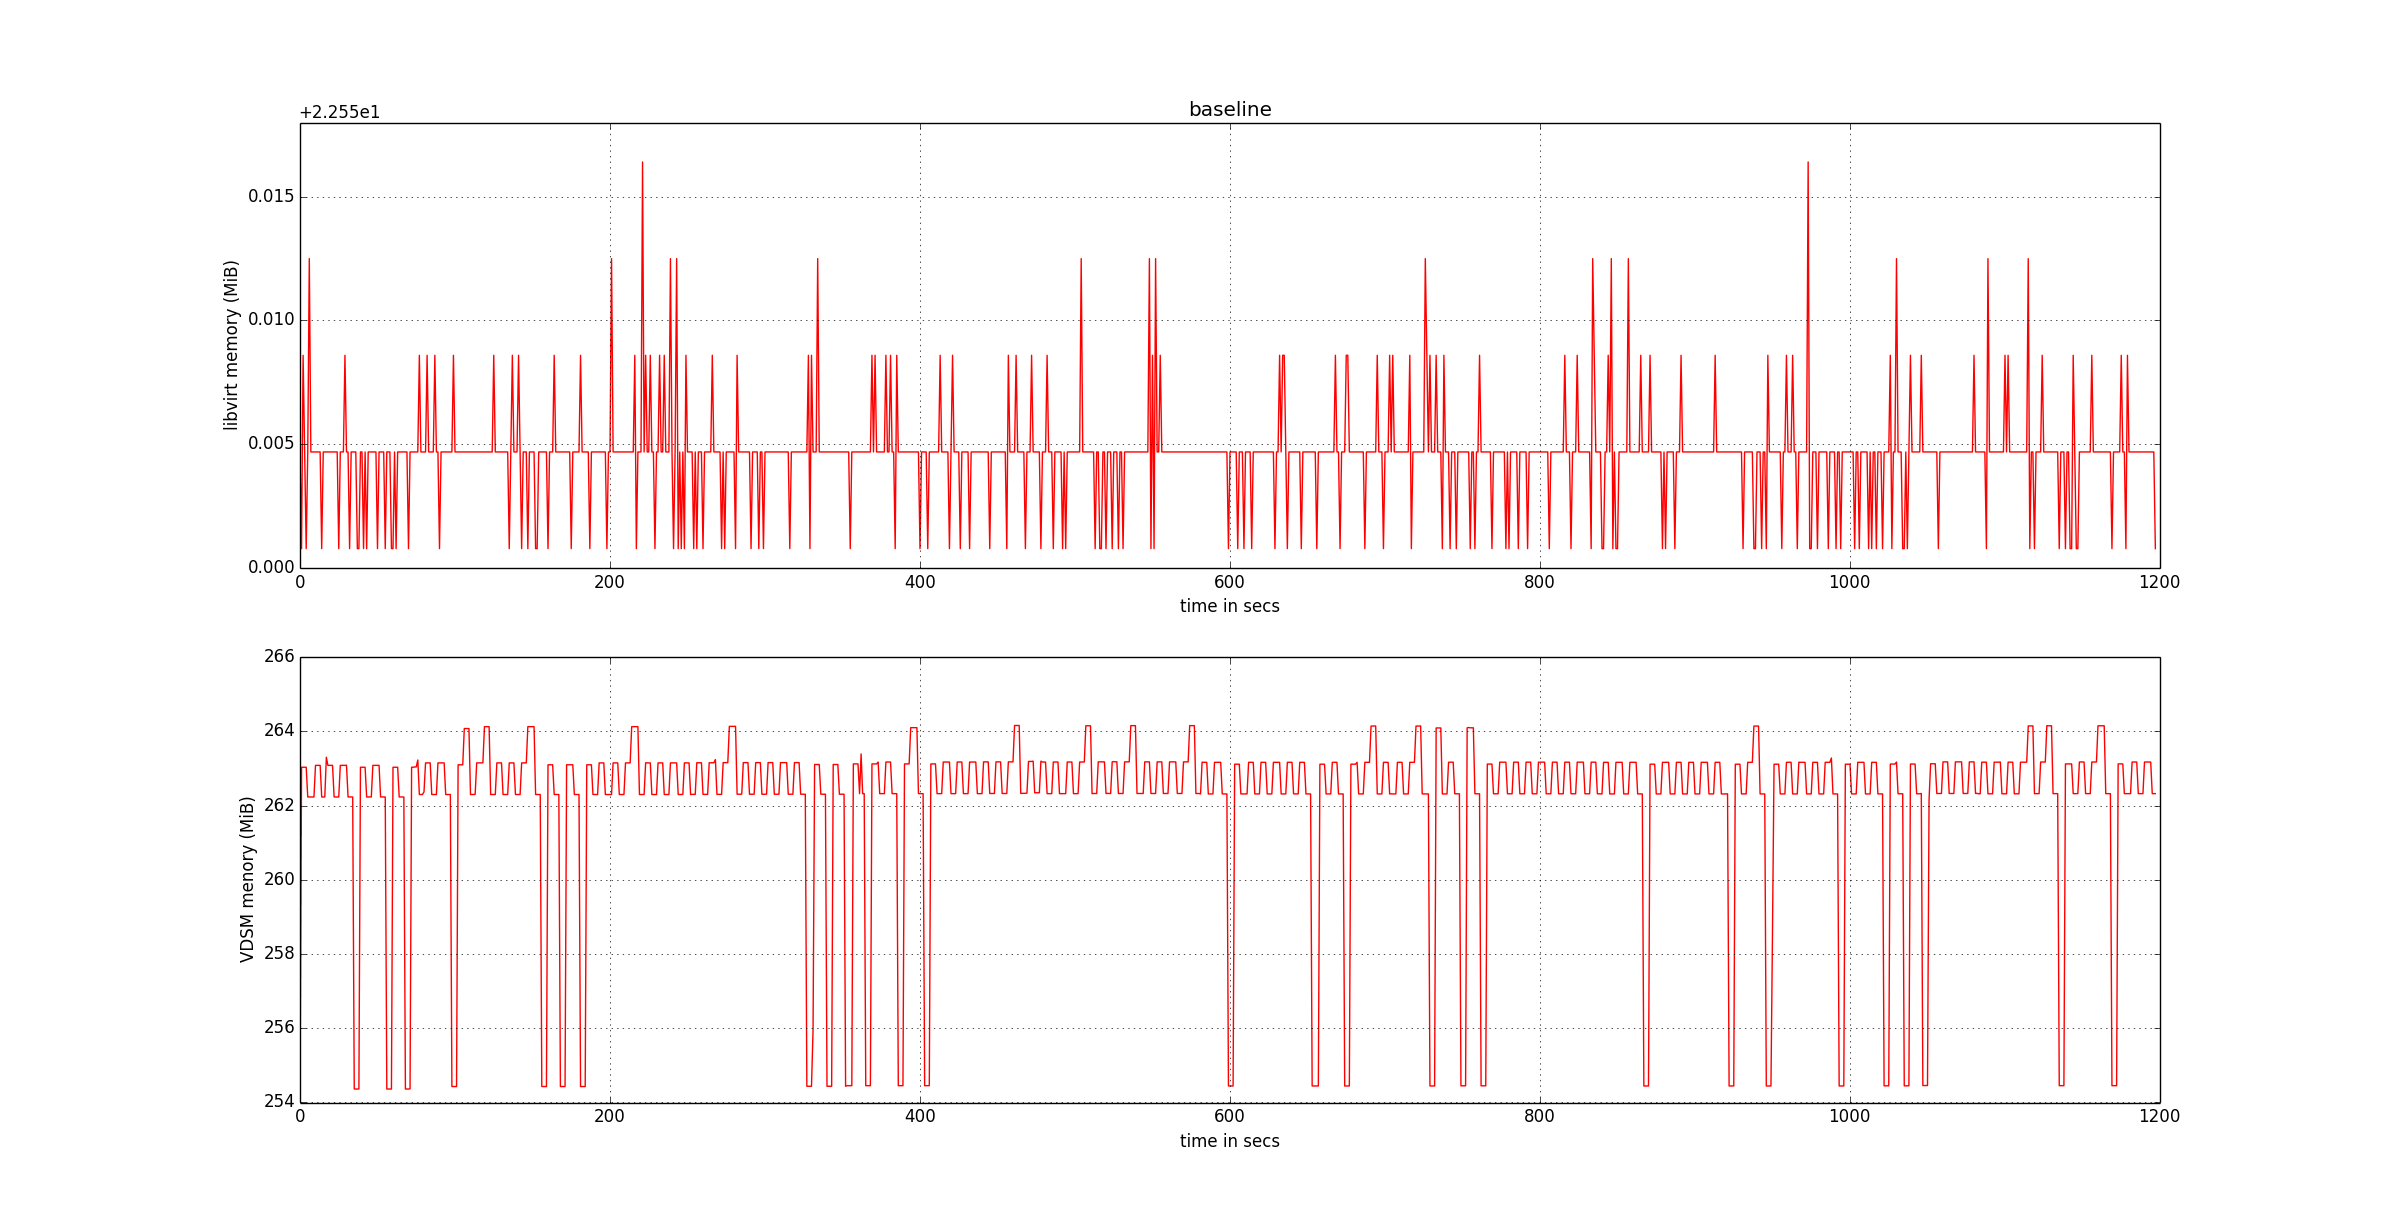 +2.255e1
baseline
0.015
0.010
0.005
0.000
libvirt memory (MiB)
0 200 400 600 800 1000 1200
time in secs
266
264
262
260
258
256
254
VDSM menory (MiB)
0 200 400 600 800 1000 1200
time in secs